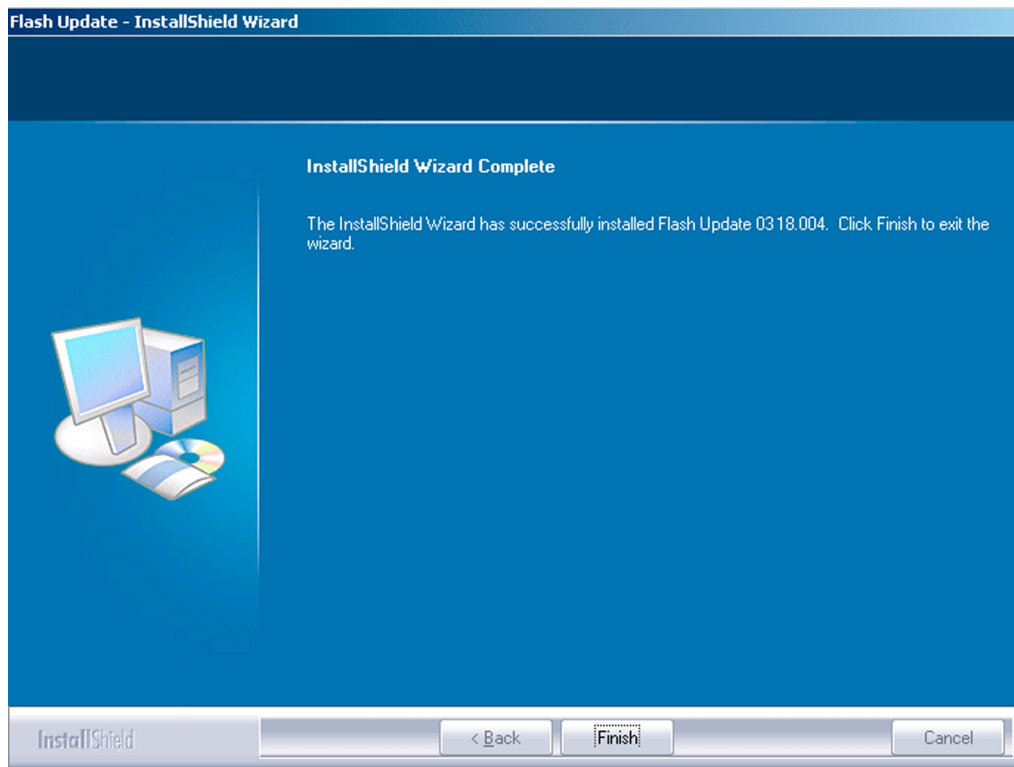 Flash Update - InstallShield Wizard
InstallShield Wizard Complete
The InstallShield Wizard has successfully installed Flash Update 0318.004. Click Finish to exit the
wizard.
InstallShield
< Back
Finish
Cancel